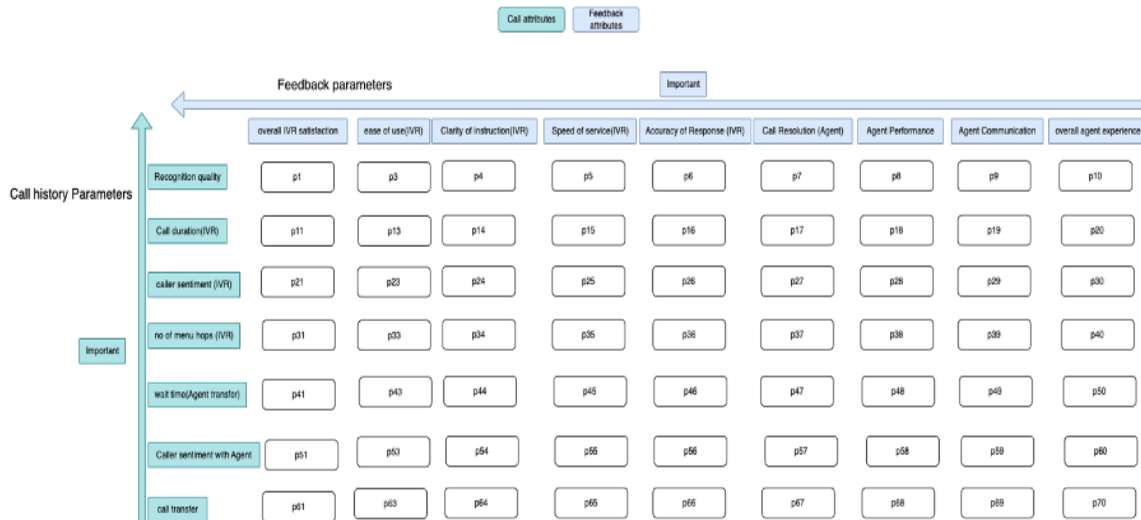 Call attributes
Feedback
attributes
Feedback parameters
Important
overall IVR satisfaction
ease of use(IVR)
Clarity of instruction(IVR)
Speed of service(IVR)
Accuracy of Response (IVR)
Call Resolution (Agent)
Agent Performance
Agent Communication
overall agent experience
Call history Parameters
Recognition quality
p1
p3
p4
p5
p6
p7
p8
p9
p10
Call duration(IVR)
p11
p13
p14
p15
p16
p17
p18
p19
p20
caller sentiment (IVR)
p21
p23
p24
p25
p26
p27
p28
p29
p30
no of menu hops (IVR)
p31
p33
p34
p35
p36
p37
p38
p39
p40
Important
wait time(Agent transfer)
p41
p43
p44
p45
p46
p47
p48
p49
p50
Caller sentiment with Agent
p51
p53
p54
p55
p56
p57
p58
p59
p60
call transfer
p61
p63
p64
p65
p66
p67
p68
p69
p70